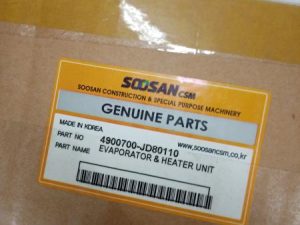 SOOSAN CSM
SOOSAN CONSTRUCTION & SPECIAL PURPOSE MACHINERY
GENUINE PARTS
MADE IN KOREA
www.soosancsm.co.kr
PART NO 4900700-JD80110
PART NAME EVAPORATOR & HEATER UNIT